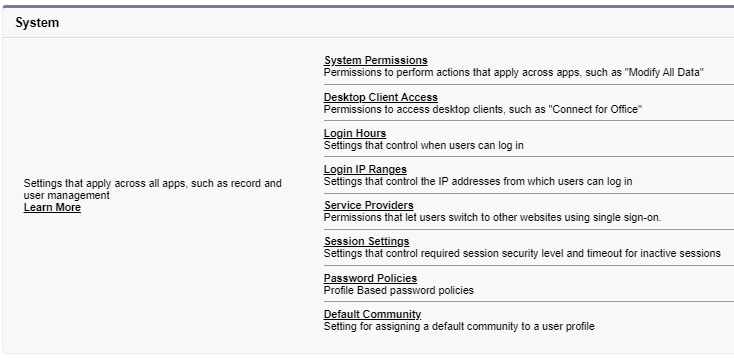 System
System Permissions
Permissions to perform actions that apply across apps, such as "Modify All Data"
Desktop Client Access
Permissions to access desktop clients, such as "Connect for Office"
Login Hours
Settings that control when users can log in
Login IP Ranges
Settings that control the IP addresses from which users can log in
Settings that apply across all apps, such as record and
user management
Learn More
Service Providers
Permissions that let users switch to other websites using single sign-on.
Session Settings
Settings that control required session security level and timeout for inactive sessions
Password Policies
Profile Based password policies
Default Community
Setting for assigning a default community to a user profile